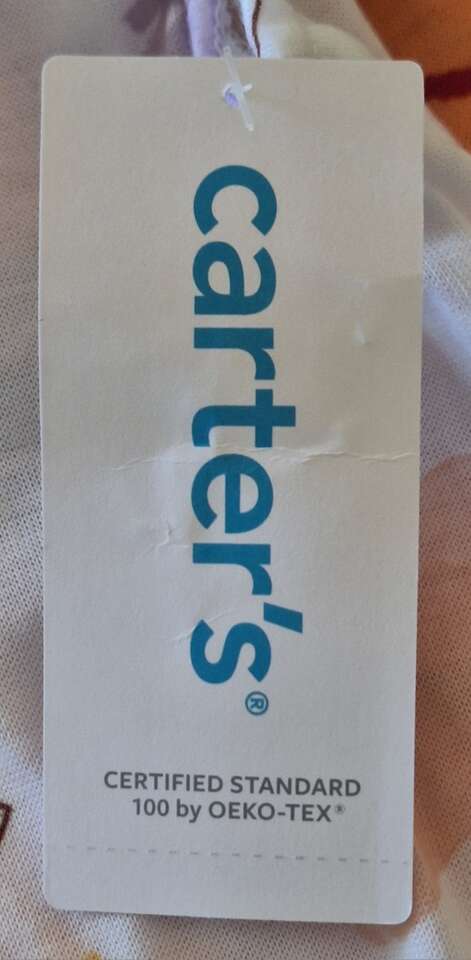 carter's®
CERTIFIED STANDARD
100 by OEKO-TEX®